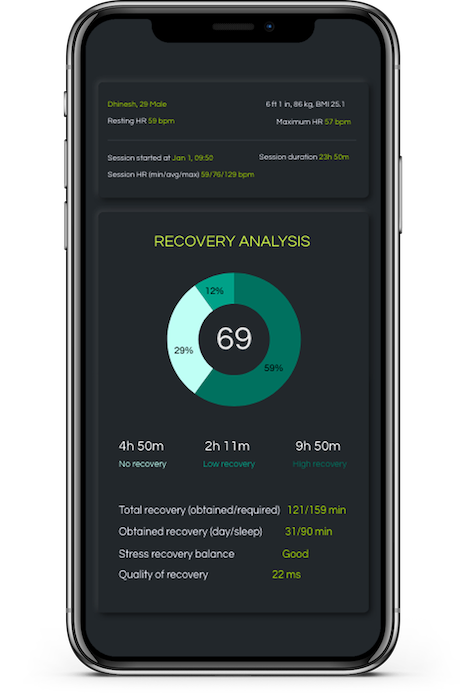 Dhinesh, 29 Male 6 ft 1 in, 86 kg, BMI 25.1
Resting HR 59 bpm Maximum HR 57 bpm
Session started at Jan 1, 09:50 Session duration 23h 50m
Session HR (min/avg/max) 59/76/129 bpm
RECOVERY ANALYSIS
12%
69
29%
59%
4h 50m 2h 11m 9h 50m
No recovery Low recovery High recovery
Total recovery (obtained/required) 121/159 min
Obtained recovery (day/sleep) 31/90 min
Stress recovery balance Good
Quality of recovery 22 ms